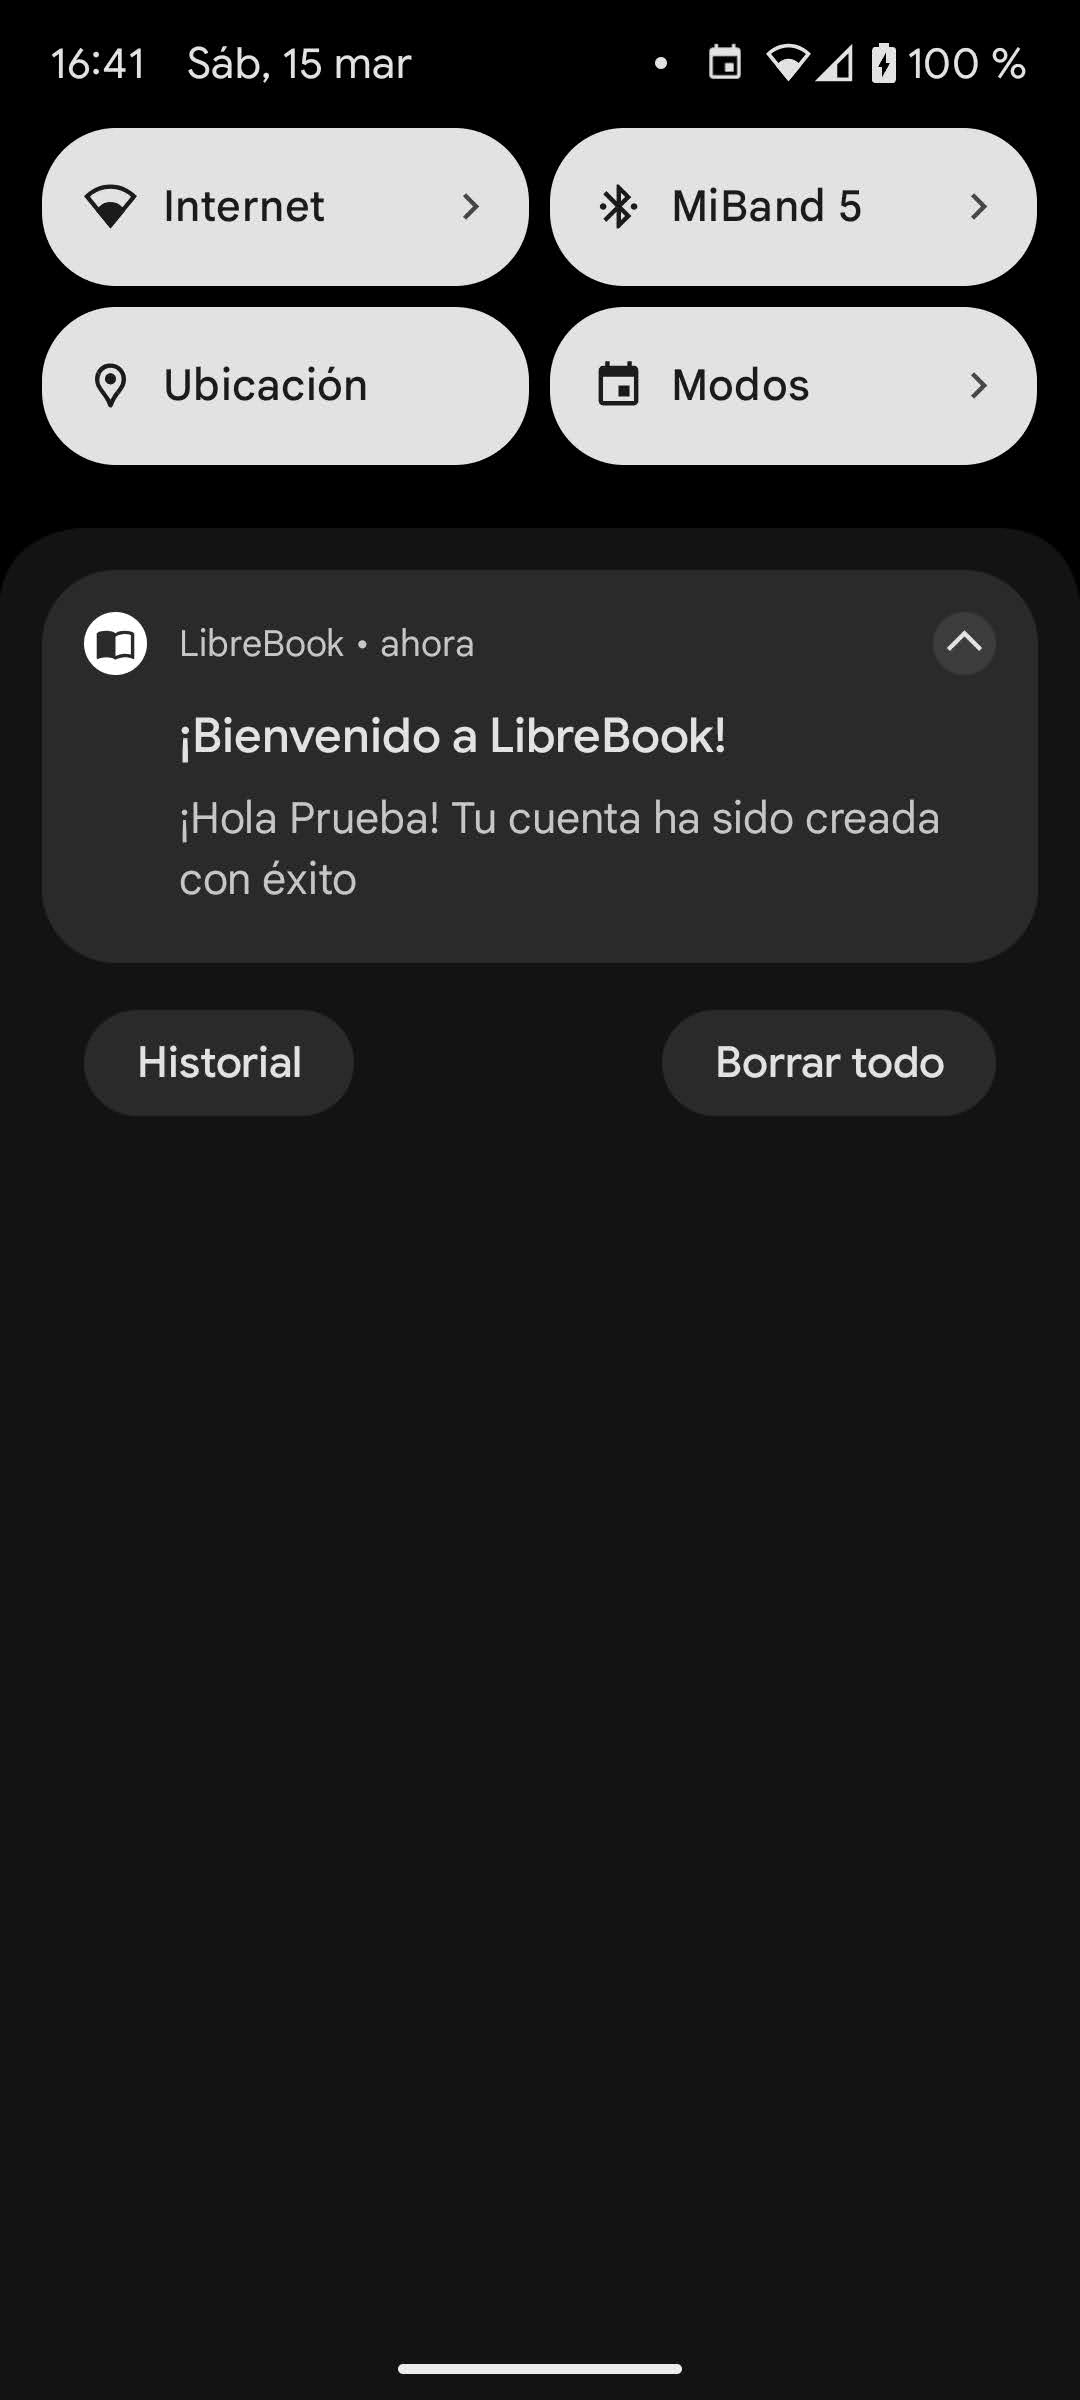 16:41 Sáb, 15 mar 100 %
Internet MiBand 5
Ubicación Modos
LibreBook • ahora
¡Bienvenido a LibreBook!
¡Hola Prueba! Tu cuenta ha sido creada
con éxito
Historial Borrar todo